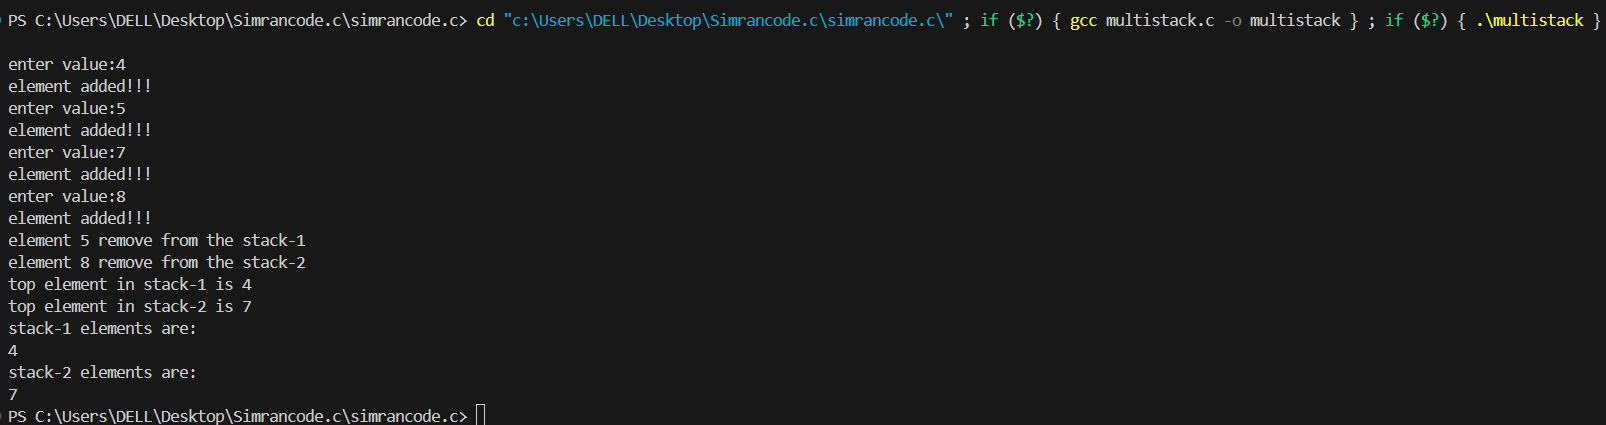 PS C:\Users\DELL\Desktop\Simrancode.c\simrancode.c> cd "c:\Users\DELL\Desktop\Simrancode.c\simrancode.c\" ; if ($?) { gcc multistack.c -o multistack } ; if ($?) { .\multistack }
enter value:4
element added!!!
enter value:5
element added!!!
enter value:7
element added!!!
enter value:8
element added!!!
element 5 remove from the stack-1
element 8 remove from the stack-2
top element in stack-1 is 4
top element in stack-2 is 7
stack-1 elements are:
4
stack-2 elements are:
7
PS C:\Users\DELL\Desktop\Simrancode.c\simrancode.c>